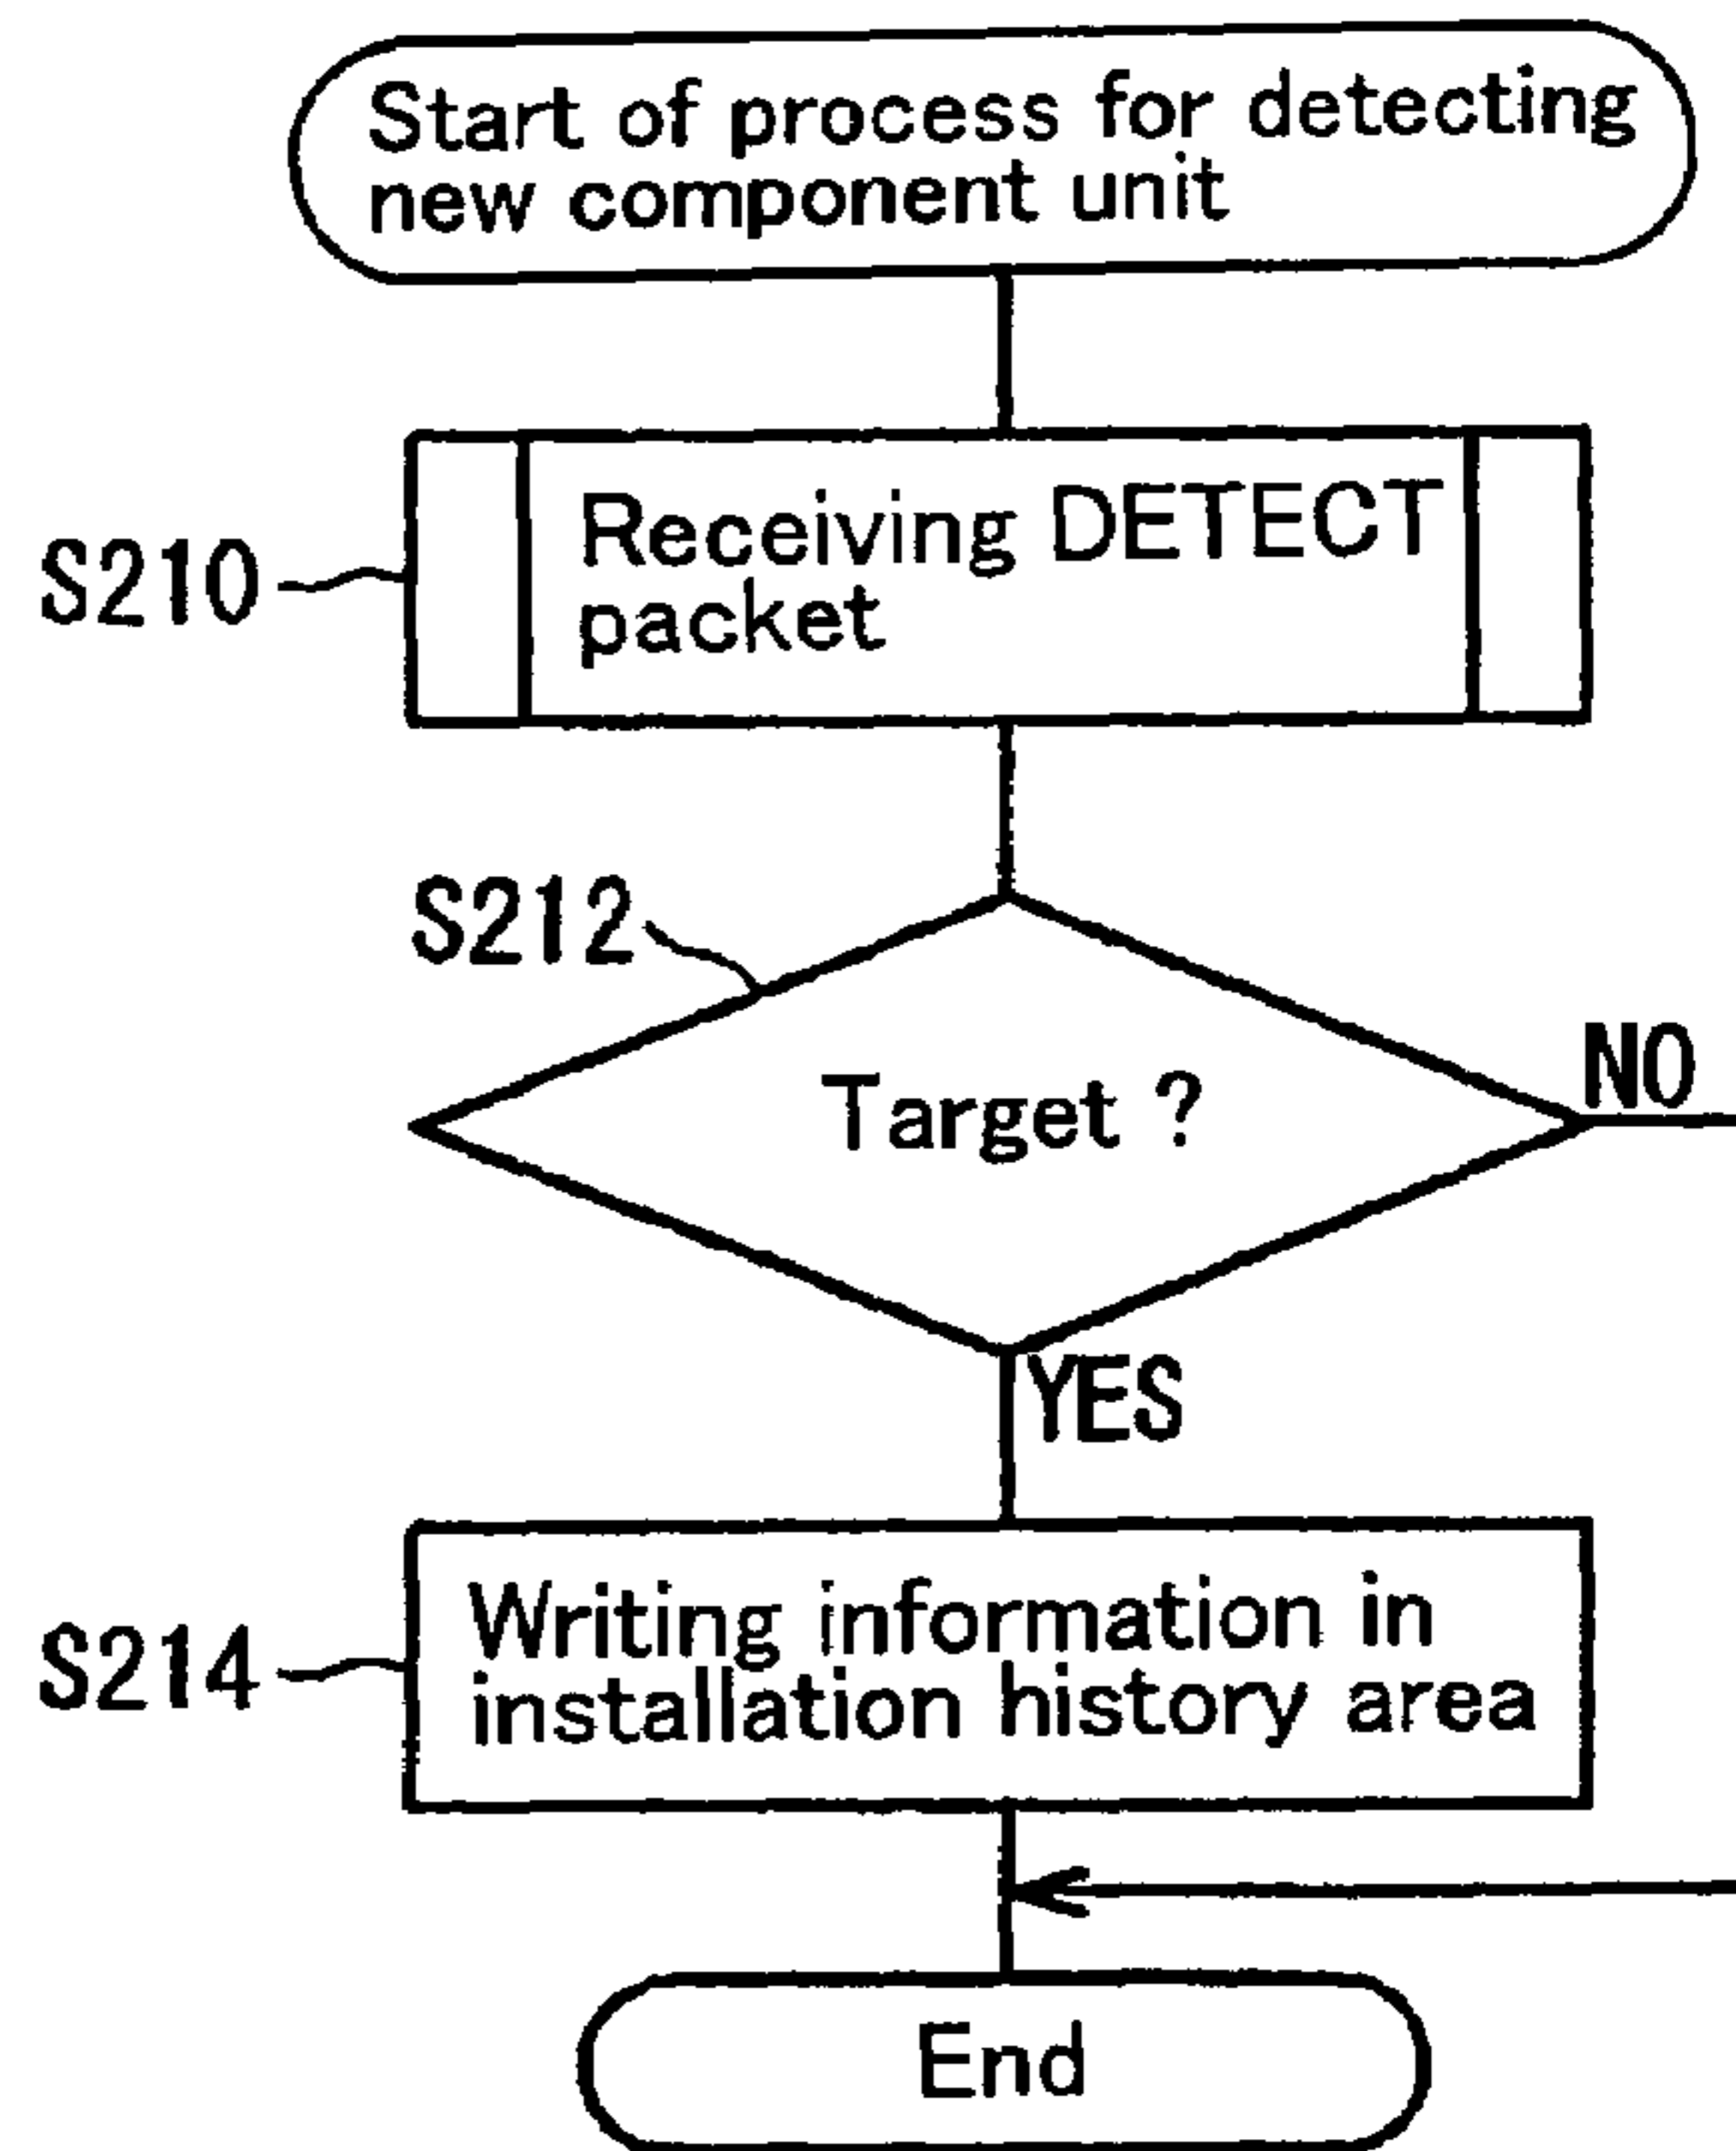 Start of process for detecting
new component unit
S210
Receiving DETECT
packet
S212
Target ?
NO
YES
S214
Writing information in
installation history area
End